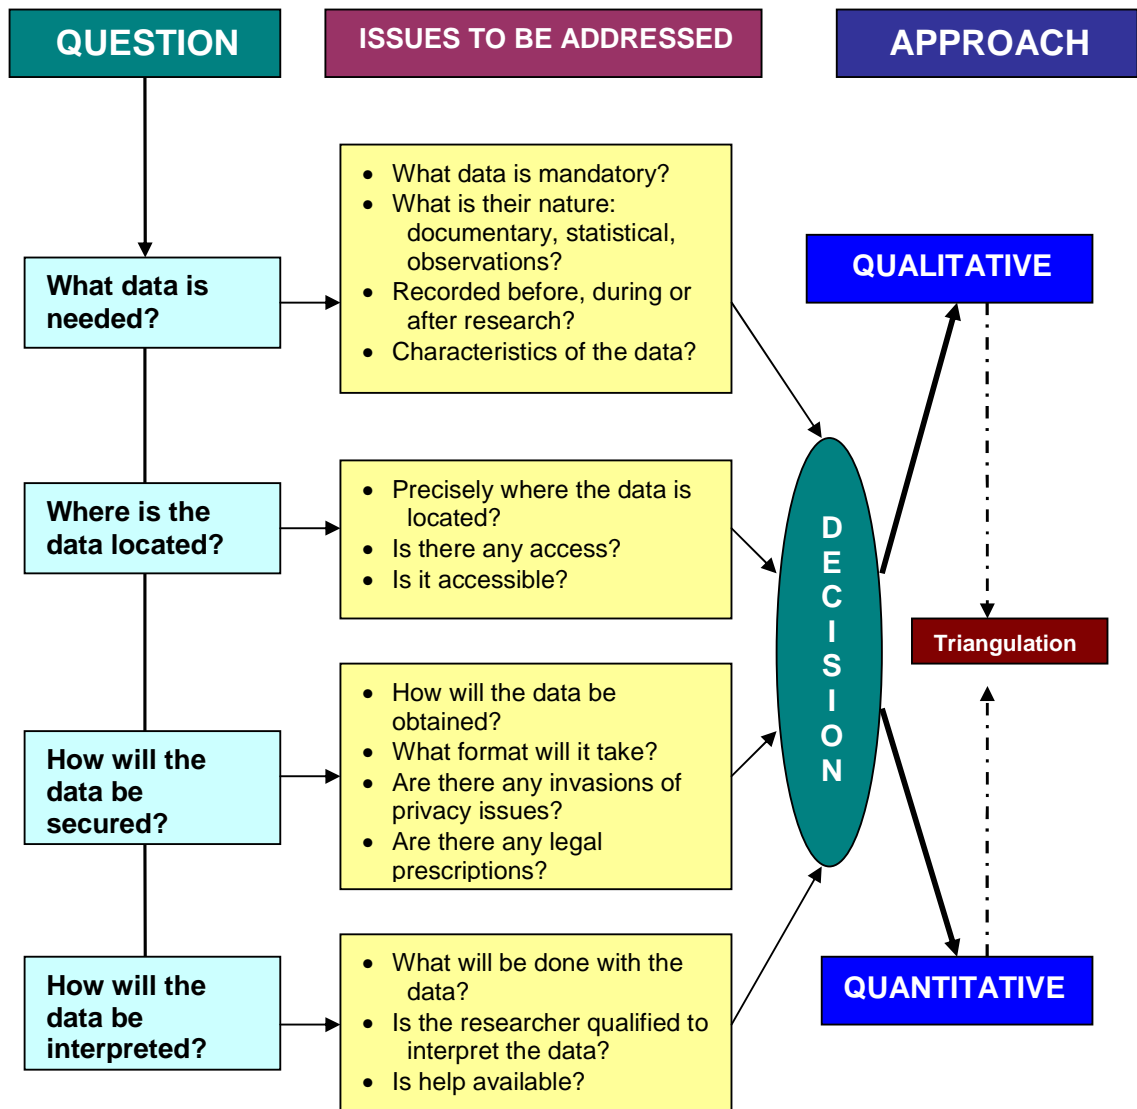 QUESTION
ISSUES TO BE ADDRESSED
APPROACH
What data is
needed?
• What data is mandatory?
• What is their nature:
documentary, statistical,
observations?
• Recorded before, during or
after research?
• Characteristics of the data?
Where is the
data located?
• Precisely where the data is
located?
• Is there any access?
• Is it accessible?
How will the
data be
secured?
• How will the data be
obtained?
• What format will it take?
• Are there any invasions of
privacy issues?
• Are there any legal
prescriptions?
How will the
data be
interpreted?
• What will be done with the
data?
• Is the researcher qualified to
interpret the data?
• Is help available?
DECISION
QUALITATIVE
Triangulation
QUANTITATIVE